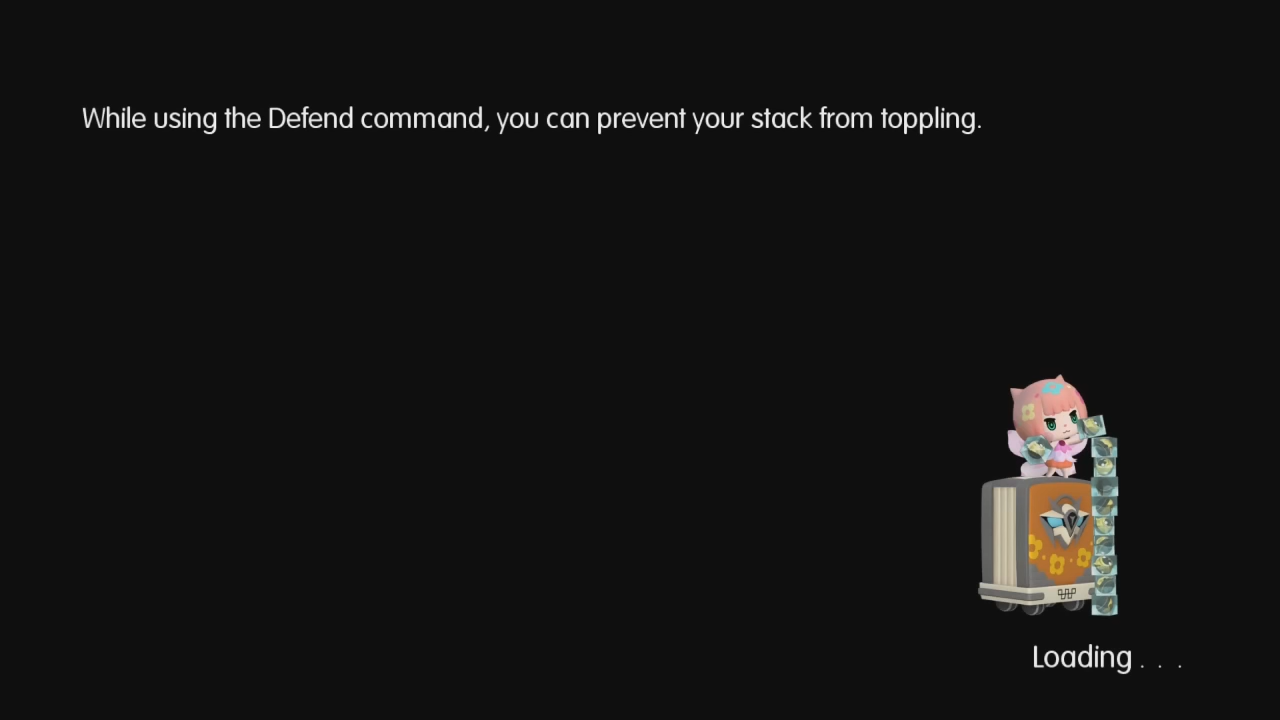 While using the Defend command, you can prevent your stack from toppling.
Loading . . .